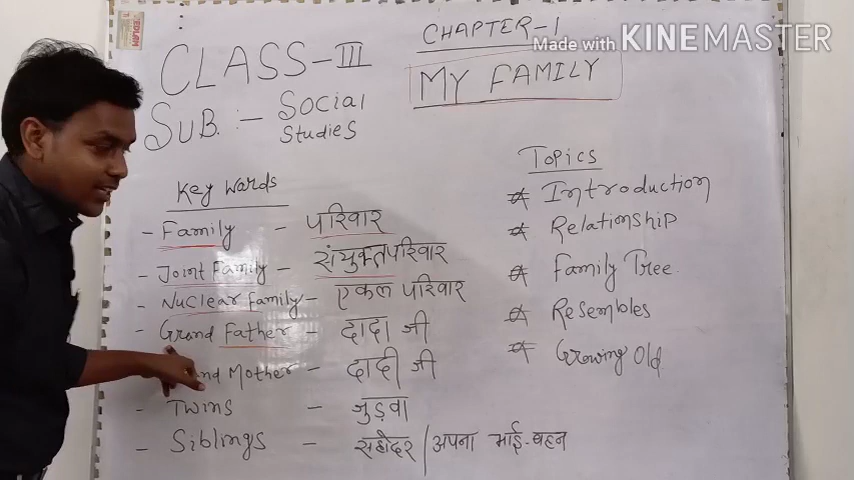 CHAPTER-1
Made with KINEMASTER
CLASS-III
MY FAMILY
SUB.:- Social Studies
Key words
- Family - परिवार
- Joint Family - संयुक्तपरिवार
- Nuclear Family - एकल परिवार
- Grand Father - दादा जी
Mother - दादी जी
- Twins - जुड़वा
- Siblings - सहोदर/अपना भाई-बहन
Topics
Introduction
Relationship
Family Tree.
Resembles
Growing Old